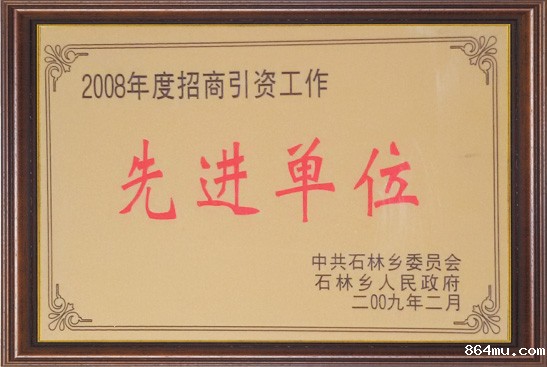 2008年度招商引资工作
先进单位
中共石林乡委员会
石林乡人民政府
二00九年二月
864mu.com